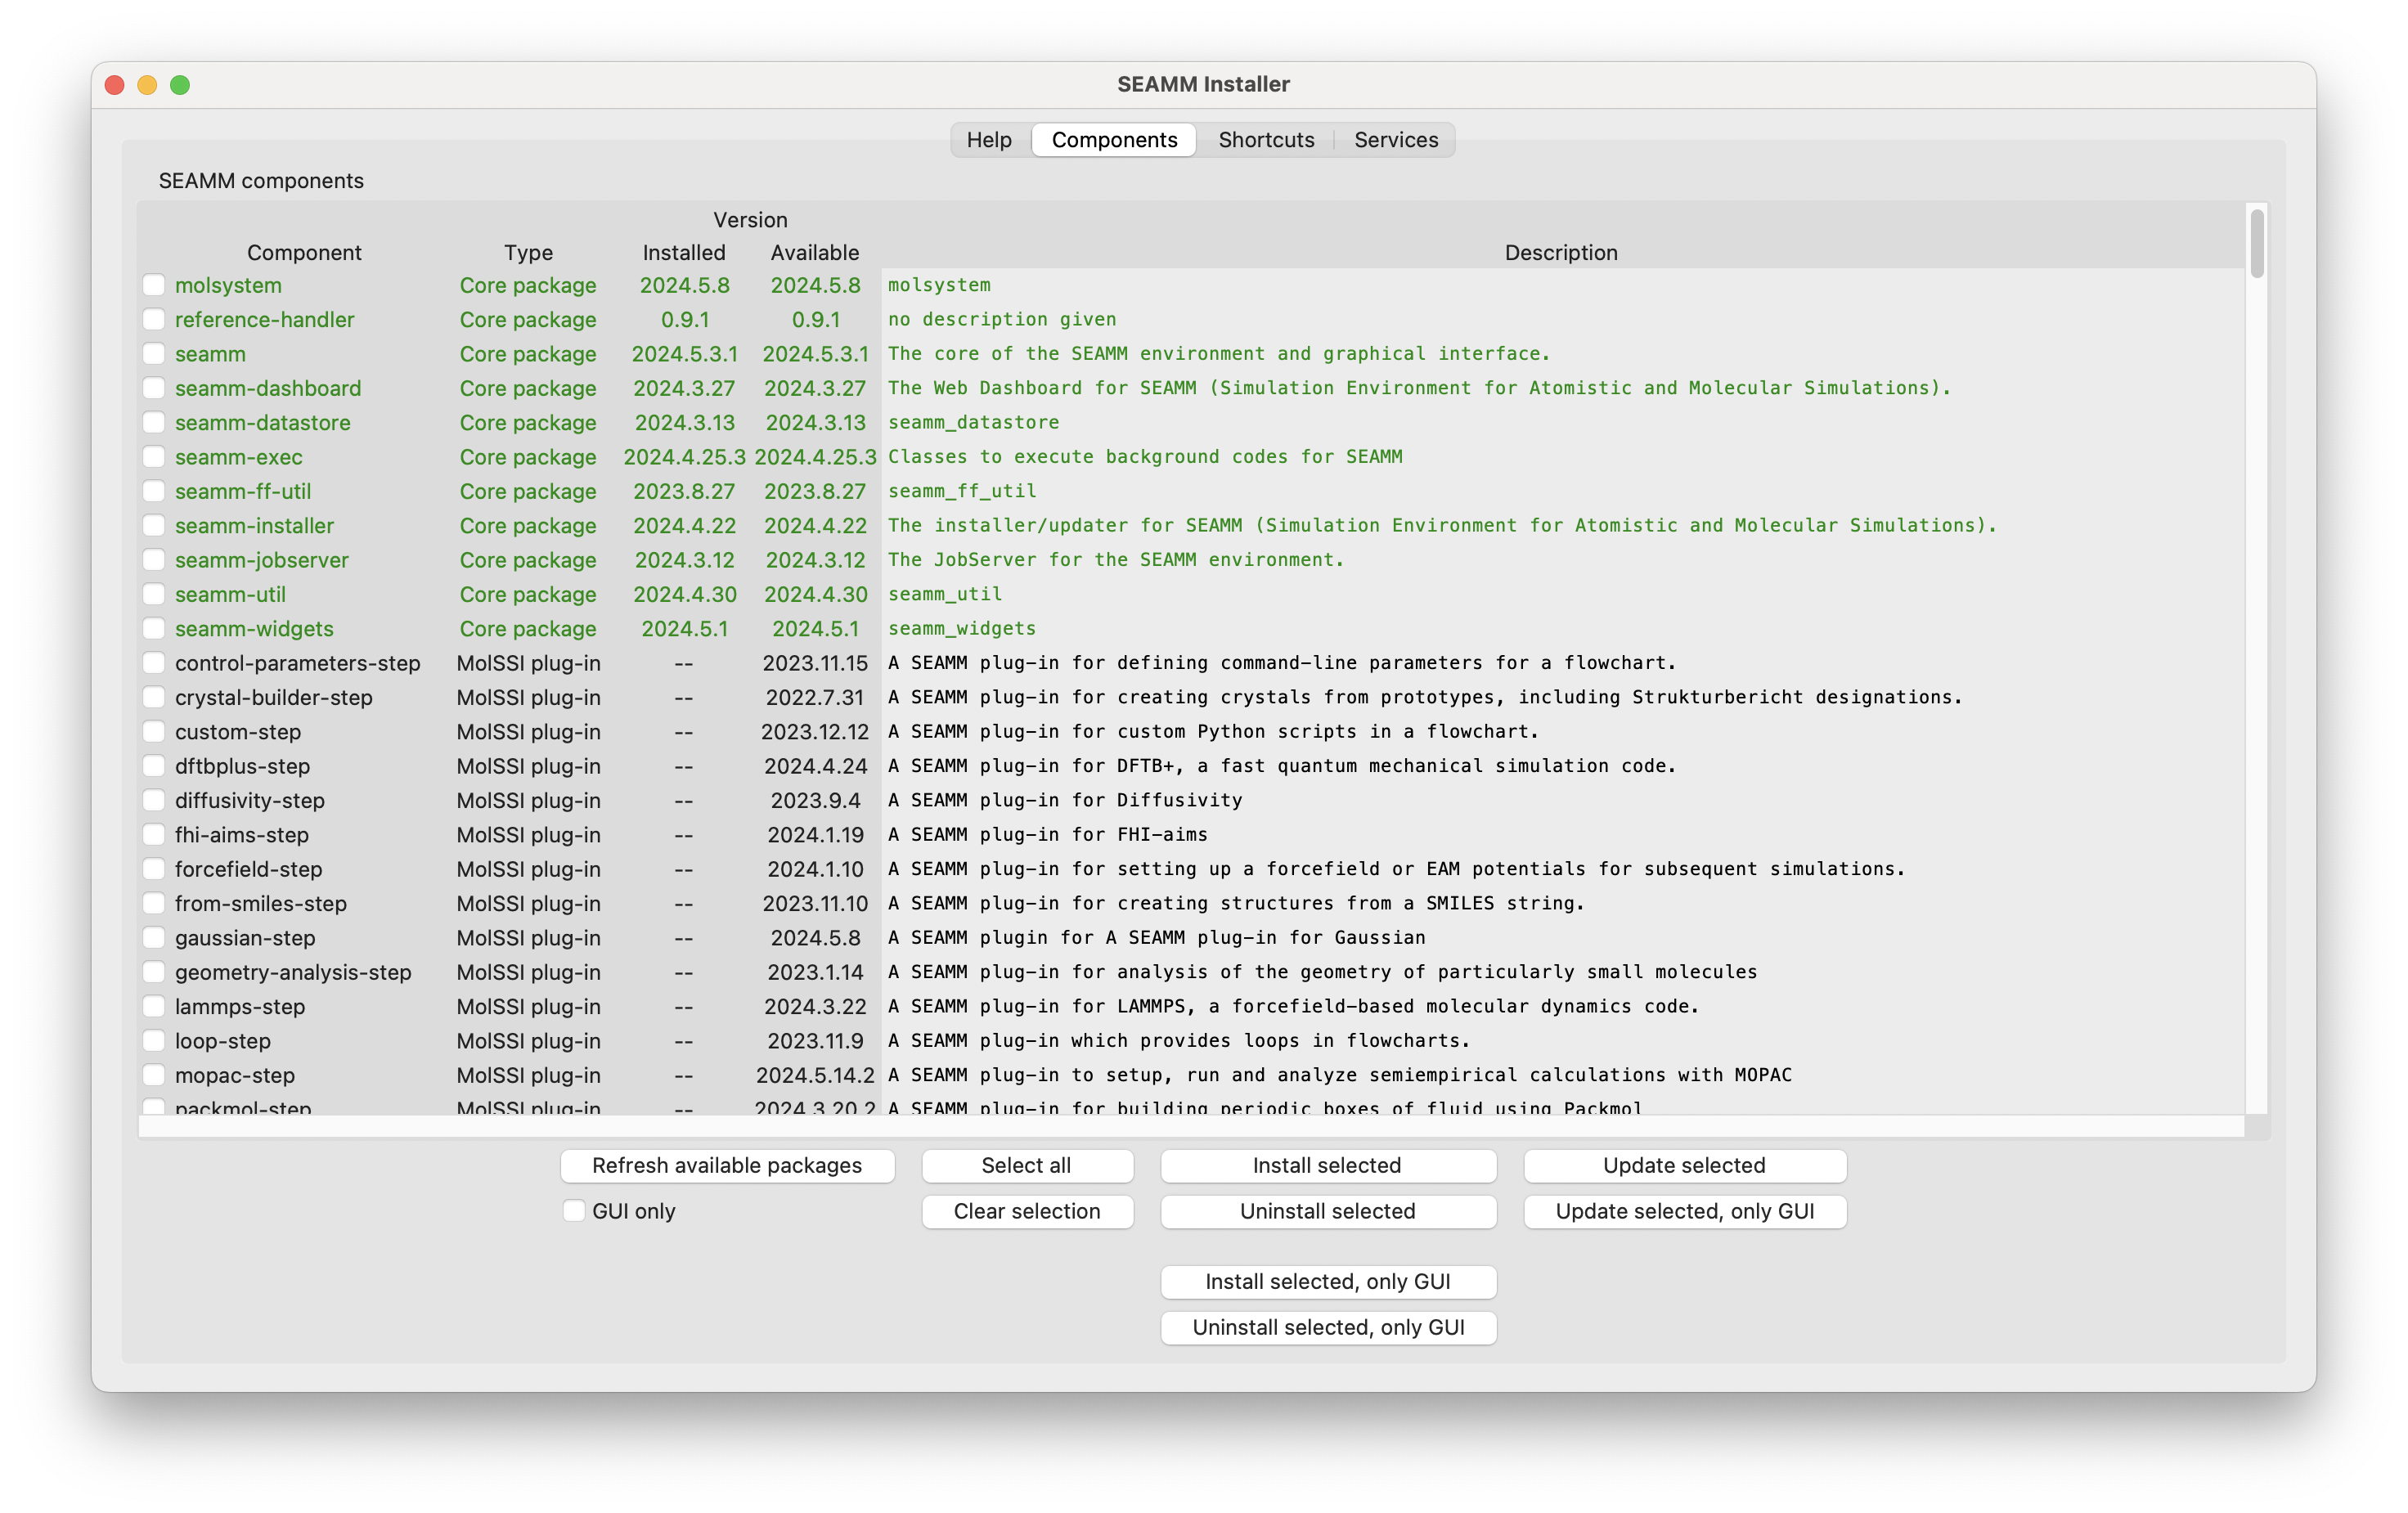 SEAMM Installer
Help Components Shortcuts Services
SEAMM components
Version
Component Type Installed Available Description
molsystem Core package 2024.5.8 2024.5.8 molsystem
reference-handler Core package 0.9.1 0.9.1 no description given
seamm Core package 2024.5.3.1 2024.5.3.1 The core of the SEAMM environment and graphical interface.
seamm-dashboard Core package 2024.3.27 2024.3.27 The Web Dashboard for SEAMM (Simulation Environment for Atomistic and Molecular Simulations).
seamm-datastore Core package 2024.3.13 2024.3.13 seamm_datastore
seamm-exec Core package 2024.4.25.3 2024.4.25.3 Classes to execute background codes for SEAMM
seamm-ff-util Core package 2023.8.27 2023.8.27 seamm_ff_util
seamm-installer Core package 2024.4.22 2024.4.22 The installer/updater for SEAMM (Simulation Environment for Atomistic and Molecular Simulations).
seamm-jobserver Core package 2024.3.12 2024.3.12 The JobServer for the SEAMM environment.
seamm-util Core package 2024.4.30 2024.4.30 seamm_util
seamm-widgets Core package 2024.5.1 2024.5.1 seamm_widgets
control-parameters-step MolSSI plug-in -- 2023.11.15 A SEAMM plug-in for defining command-line parameters for a flowchart.
crystal-builder-step MolSSI plug-in -- 2022.7.31 A SEAMM plug-in for creating crystals from prototypes, including Strukturbericht designations.
custom-step MolSSI plug-in -- 2023.12.12 A SEAMM plug-in for custom Python scripts in a flowchart.
dftbplus-step MolSSI plug-in -- 2024.4.24 A SEAMM plug-in for DFTB+, a fast quantum mechanical simulation code.
diffusivity-step MolSSI plug-in -- 2023.9.4 A SEAMM plug-in for Diffusivity
fhi-aims-step MolSSI plug-in -- 2024.1.19 A SEAMM plug-in for FHI-aims
forcefield-step MolSSI plug-in -- 2024.1.10 A SEAMM plug-in for setting up a forcefield or EAM potentials for subsequent simulations.
from-smiles-step MolSSI plug-in -- 2023.11.10 A SEAMM plug-in for creating structures from a SMILES string.
gaussian-step MolSSI plug-in -- 2024.5.8 A SEAMM plugin for A SEAMM plug-in for Gaussian
geometry-analysis-step MolSSI plug-in -- 2023.1.14 A SEAMM plug-in for analysis of the geometry of particularly small molecules
lammps-step MolSSI plug-in -- 2024.3.22 A SEAMM plug-in for LAMMPS, a forcefield-based molecular dynamics code.
loop-step MolSSI plug-in -- 2023.11.9 A SEAMM plug-in which provides loops in flowcharts.
mopac-step MolSSI plug-in -- 2024.5.14.2 A SEAMM plug-in to setup, run and analyze semiempirical calculations with MOPAC
packmol-step MolSSI plug-in -- 2024.3.20.2 A SEAMM plug-in for building periodic boxes of fluid using Packmol
Refresh available packages Select all Install selected Update selected
GUI only Clear selection Uninstall selected Update selected, only GUI
Install selected, only GUI
Uninstall selected, only GUI